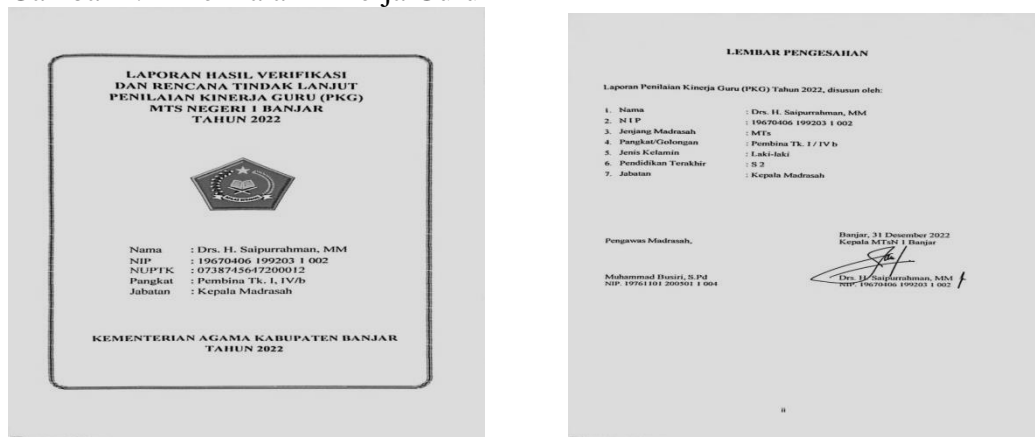 LAPORAN HASIL VERIFIKASI
DAN RENCANA TINDAK LANJUT
PENILAIAN KINERJA GURU (PKG)
MTS NEGERI 1 BANJAR
TAHUN 2022
Nama : Drs. H. Saipurrahman, MM
NIP : 19670406 199203 1 002
NUPTK : 0738745647200012
Pangkat : Pembina Tk. I, IV/b
Jabatan : Kepala Madrasah
KEMENTERIAN AGAMA KABUPATEN BANJAR
TAHUN 2022
LEMBAR PENGESAHAN
Laporan Penilaian Kinerja Guru (PKG) Tahun 2022, disusun oleh:
1. Nama : Drs. H. Saipurrahman, MM
2. N I P : 19670406 199203 1 002
3. Jenjang Madrasah : MTs
4. Pangkat/Golongan : Pembina Tk. I / IV b
5. Jenis Kelamin : Laki-laki
6. Pendidikan Terakhir : S 2
7. Jabatan : Kepala Madrasah
Banjar, 31 Desember 2022
Pengawas Madrasah, Kepala MTsN 1 Banjar
Muhammad Busiri, S.Pd Drs. H. Saipurrahman, MM
NIP. 19761101 200501 1 004 NIP. 19670406 199203 1 002
ii